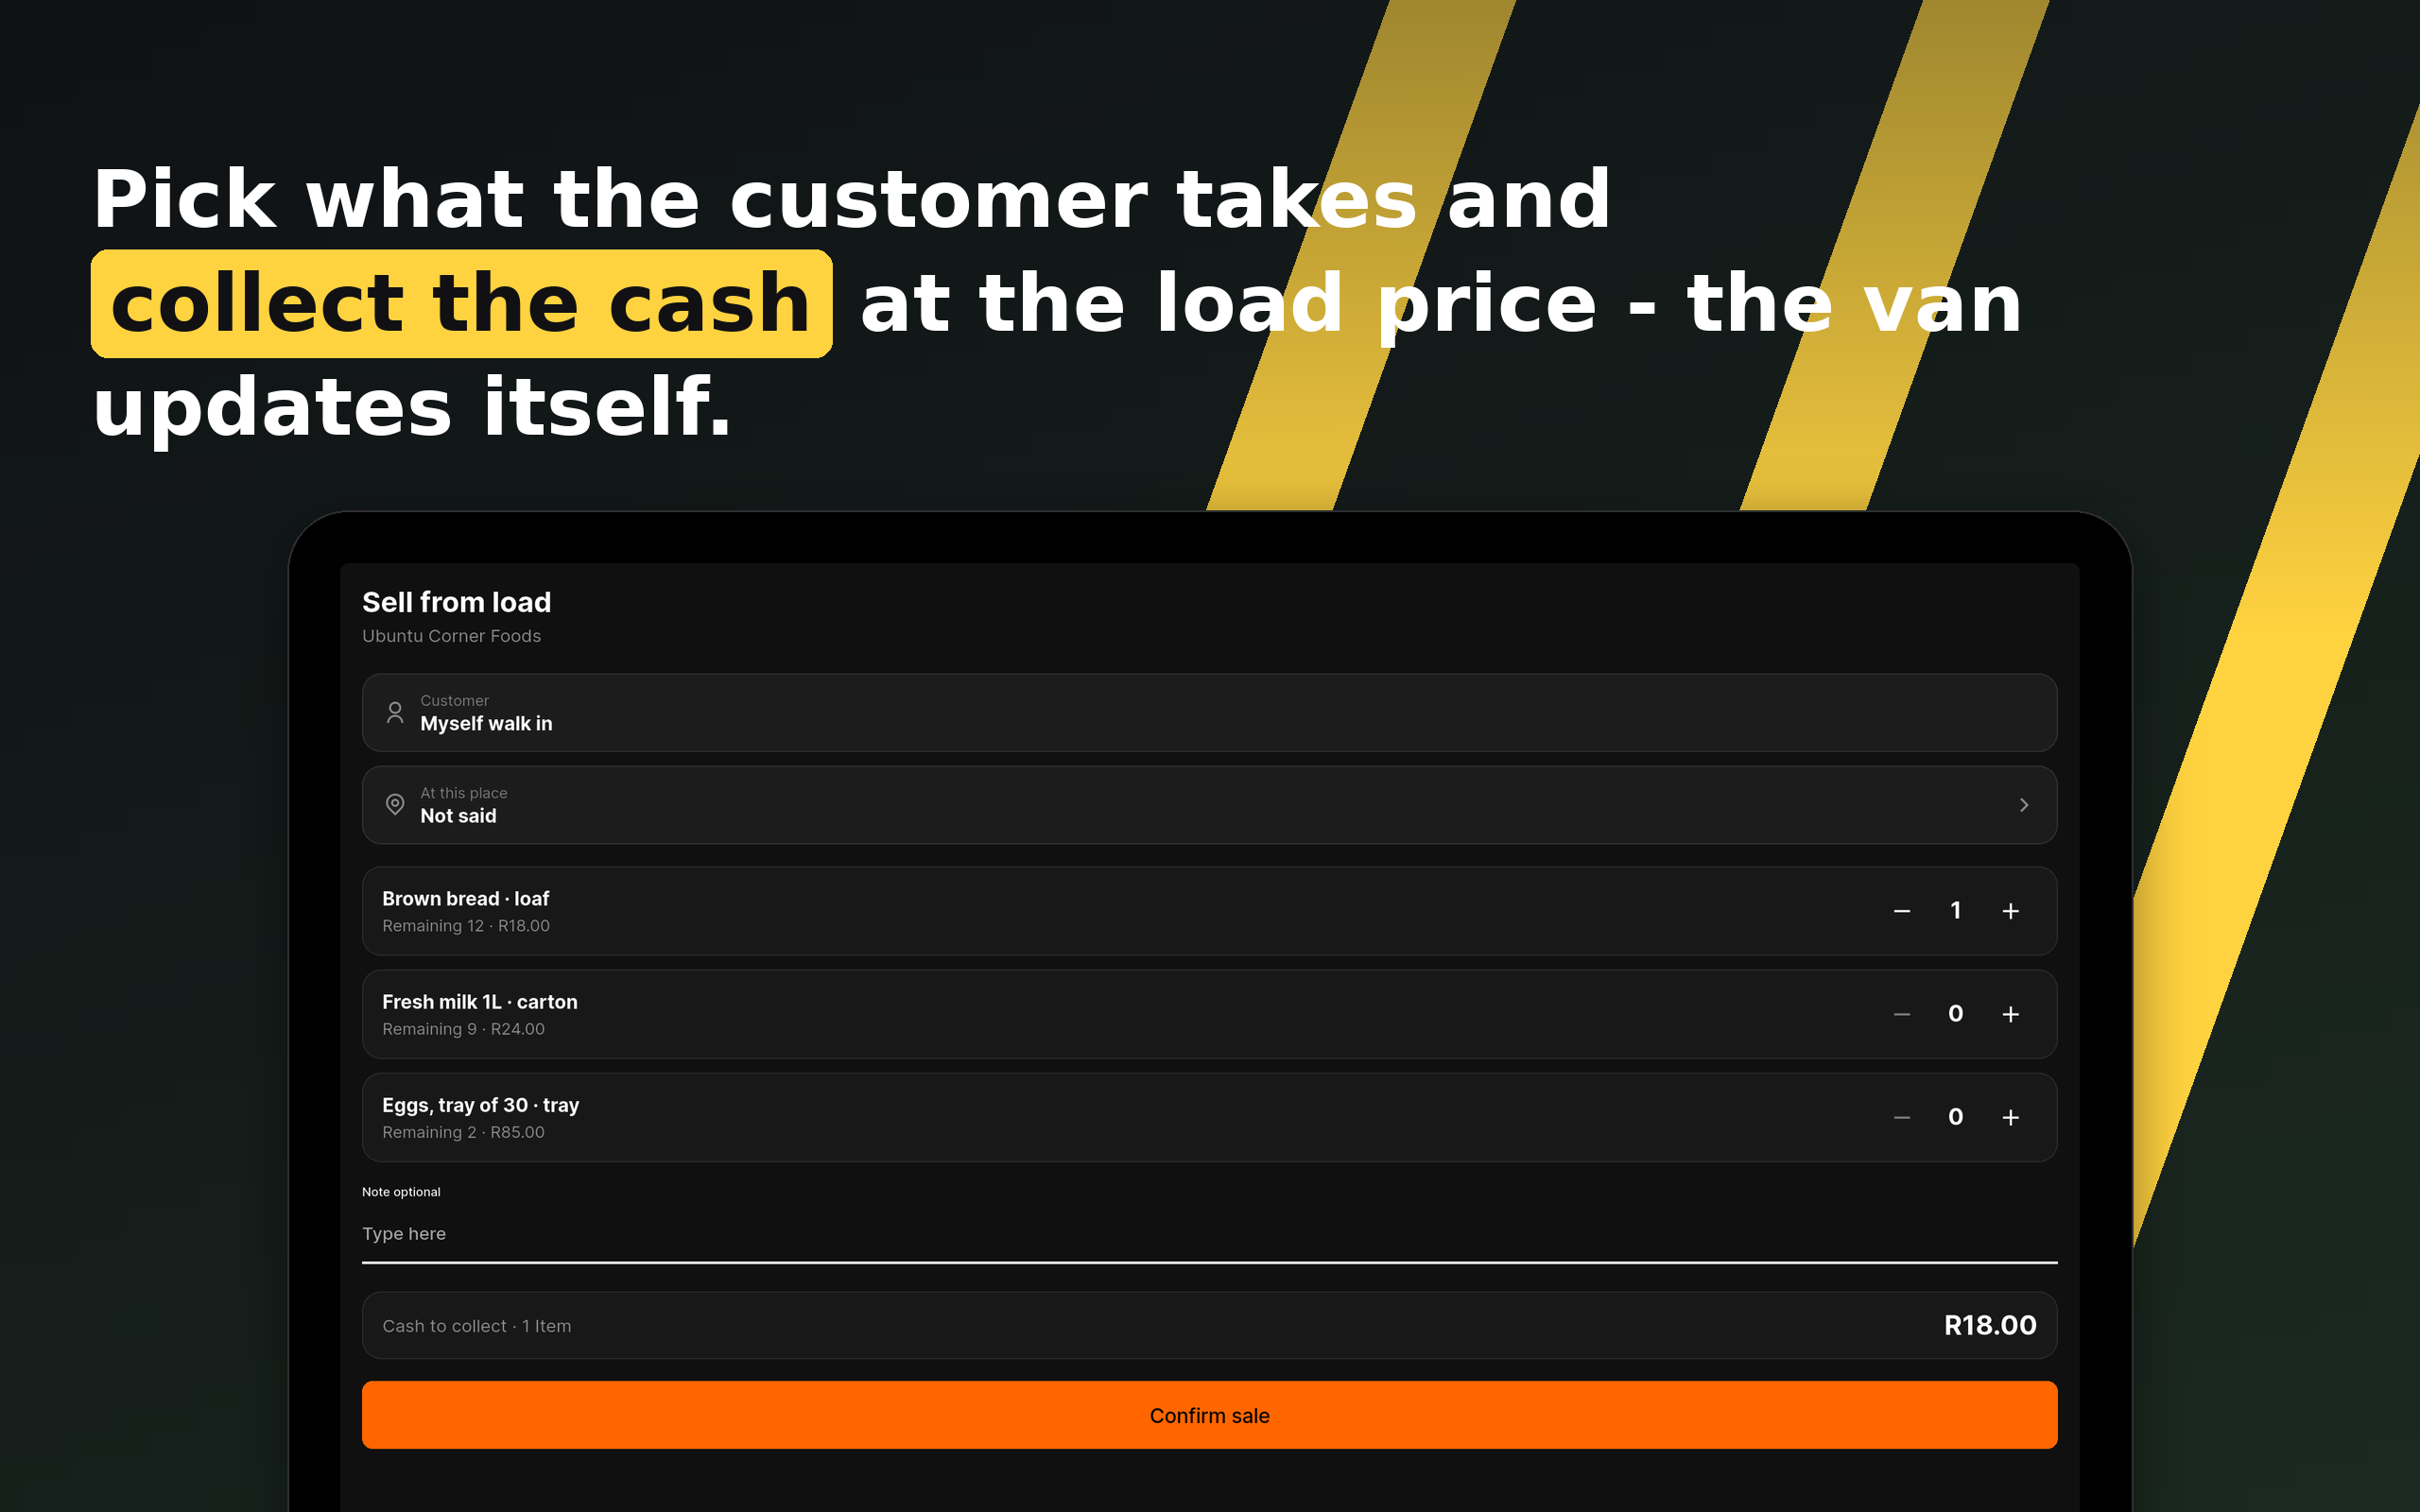 Pick what the customer takes and
collect the cash at the load price - the van
updates itself.
Sell from load
Ubuntu Corner Foods
Customer
Myself walk in
At this place
Not said
Brown bread · loaf
Remaining 12 · R18.00
1
Fresh milk 1L · carton
Remaining 9 · R24.00
0
Eggs, tray of 30 · tray
Remaining 2 · R85.00
0
Note optional
Type here
Cash to collect · 1 Item
R18.00
Confirm sale